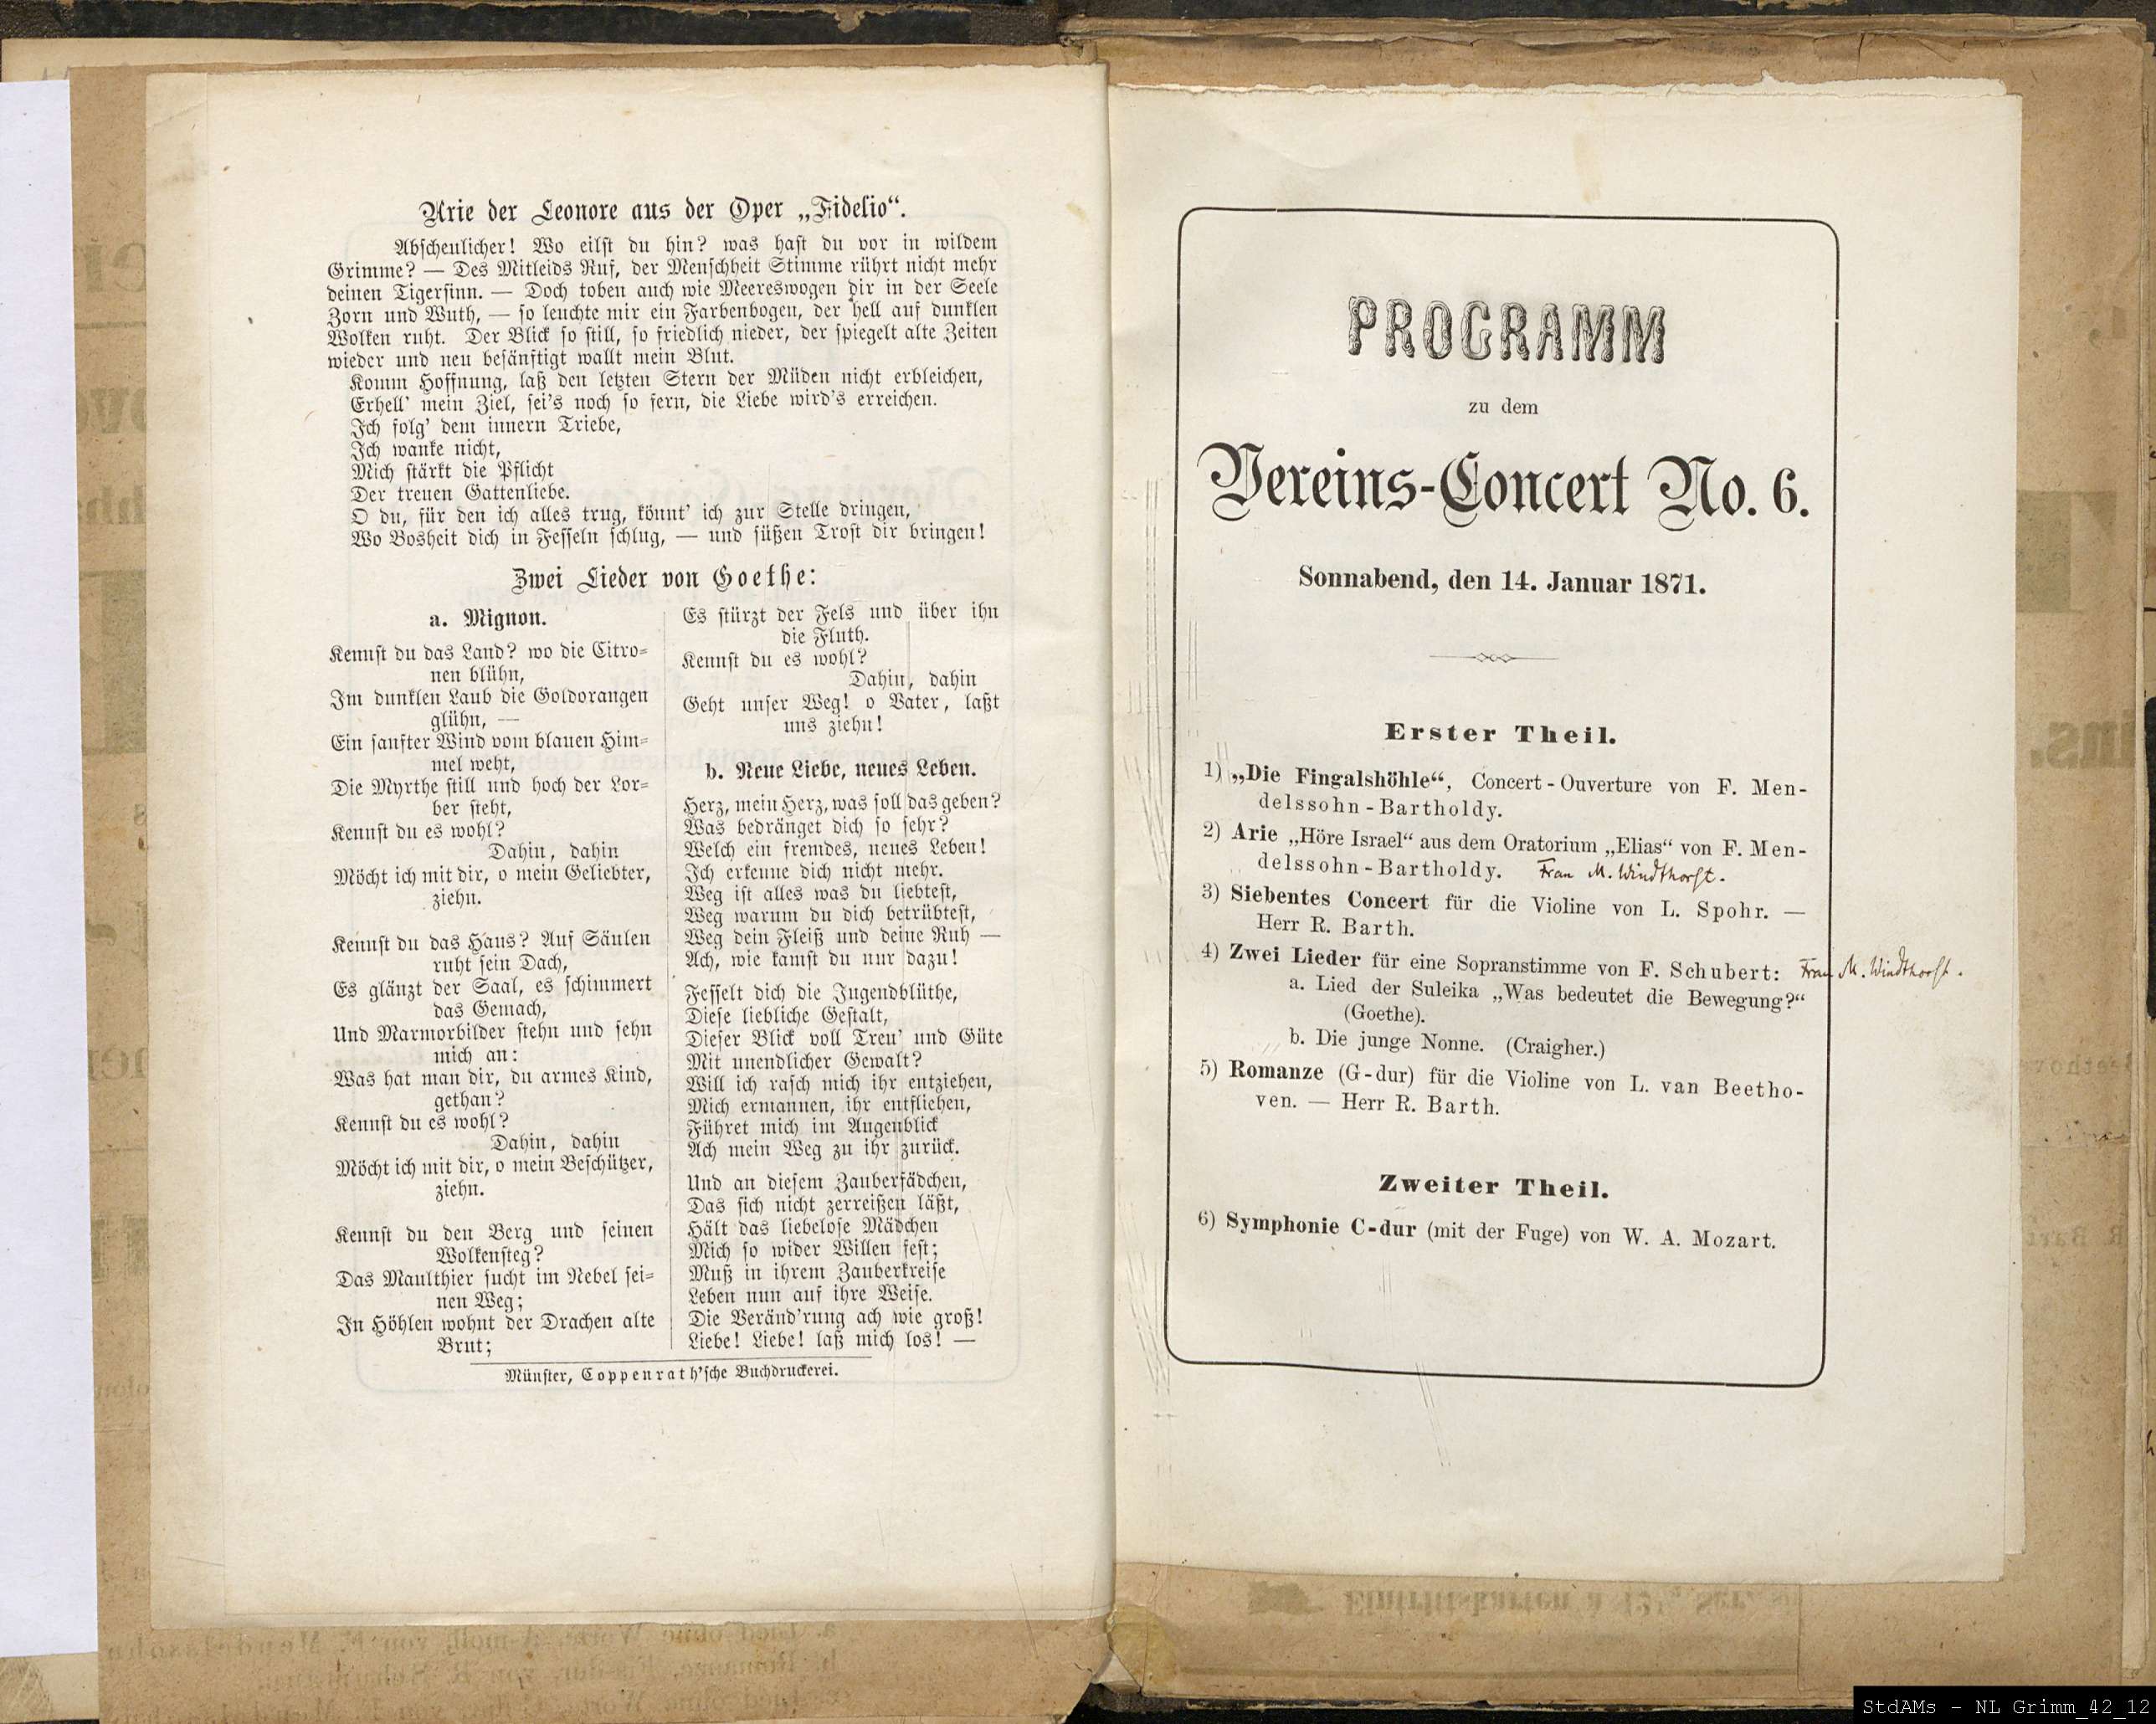 Arie der Leonore aus der Oper „Fidelio“.
Abscheulicher! Wo eilst du hin? was hast du vor in wildem
Grimme? — Des Mitleids Ruf, der Menschheit Stimme rührt nicht mehr
deinen Tigersinn. — Doch toben auch wie Meereswogen dir in der Seele
Zorn und Wuth, — so leuchte mir ein Farbenbogen, der hell auf dunklen
Wolken ruht. Der Blick so still, so friedlich nieder, der spiegelt alte Zeiten
wieder und neu besänftigt wallt mein Blut.
Komm Hoffnung, laß den letzten Stern der Müden nicht erbleichen,
Erhell' mein Ziel, sei's noch so fern, die Liebe wird's erreichen.
Ich folg' dem innern Triebe,
Ich wanke nicht,
Mich stärkt die Pflicht
Der treuen Gattenliebe.
O du, für den ich alles trug, könnt' ich zur Stelle dringen,
Wo Bosheit dich in Fesseln schlug, — und süßen Trost dir bringen!
Zwei Lieder von Goethe:
a. Mignon.
Kennst du das Land? wo die Citro-
nen blühn,
Im dunklen Laub die Goldorangen
glühn, —
Ein sanfter Wind vom blauen Him-
mel weht,
Die Myrthe still und hoch der Lor-
ber steht,
Kennst du es wohl?
Dahin, dahin
Möcht ich mit dir, o mein Geliebter,
ziehn.
Kennst du das Haus? Auf Säulen
ruht sein Dach,
Es glänzt der Saal, es schimmert
das Gemach,
Und Marmorbilder stehn und sehn
mich an:
Was hat man dir, du armes Kind,
gethan?
Kennst du es wohl?
Dahin, dahin
Möcht ich mit dir, o mein Beschützer,
ziehn.
Kennst du den Berg und seinen
Wolkensteg?
Das Maulthier sucht im Nebel sei-
nen Weg;
In Höhlen wohnt der Drachen alte
Brut;
Es stürzt der Fels und über ihn
die Fluth.
Kennst du es wohl?
Dahin, dahin
Geht unser Weg! o Vater, laßt
uns ziehn!
b. Neue Liebe, neues Leben.
Herz, mein Herz, was soll das geben?
Was bedränget dich so sehr?
Welch ein fremdes, neues Leben!
Ich erkenne dich nicht mehr.
Weg ist alles was du liebtest,
Weg warum du dich betrübtest,
Weg dein Fleiß und deine Ruh —
Ach, wie kamst du nur dazu!
Fesselt dich die Jugendblüthe,
Diese liebliche Gestalt,
Dieser Blick voll Treu' und Güte
Mit unendlicher Gewalt?
Will ich rasch mich ihr entziehen,
Mich ermannen, ihr entfliehen,
Führet mich im Augenblick
Ach mein Weg zu ihr zurück.
Und an diesem Zauberfädchen,
Das sich nicht zerreißen läßt,
Hält das liebelose Mädchen
Mich so wider Willen fest;
Muß in ihrem Zauberkreise
Leben nun auf ihre Weise.
Die Veränd'rung ach wie groß!
Liebe! Liebe! laß mich los! —
Münster, Coppenrath'sche Buchdruckerei.
PROGRAMM
zu dem
Vereins-Concert No. 6.
Sonnabend, den 14. Januar 1871.
Erster Theil.
1) „Die Fingalshöhle“, Concert-Ouverture von F. Men-
delssohn-Bartholdy.
2) Arie „Höre Israel“ aus dem Oratorium „Elias“ von F. Men-
delssohn-Bartholdy. Frau M. Windthorst.
3) Siebentes Concert für die Violine von L. Spohr. —
Herr R. Barth.
4) Zwei Lieder für eine Sopranstimme von F. Schubert: Frau M. Windthorst.
a. Lied der Suleika „Was bedeutet die Bewegung?“
(Goethe).
b. Die junge Nonne. (Craigher.)
5) Romanze (G-dur) für die Violine von L. van Beetho-
ven. — Herr R. Barth.
Zweiter Theil.
6) Symphonie C-dur (mit der Fuge) von W. A. Mozart.
StdAMs - NL Grimm_42_12